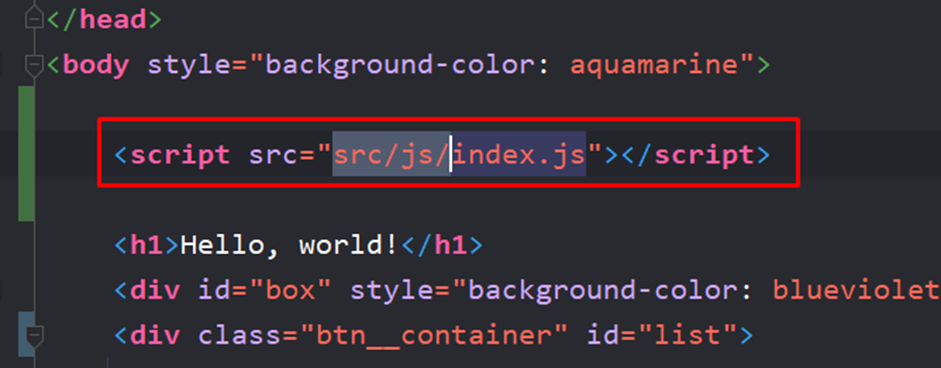 </head>
<body style="background-color: aquamarine">
<script src="src/js/index.js"></script>
<h1>Hello, world!</h1>
<div id="box" style="background-color: blueviolet
<div class="btn__container" id="list">